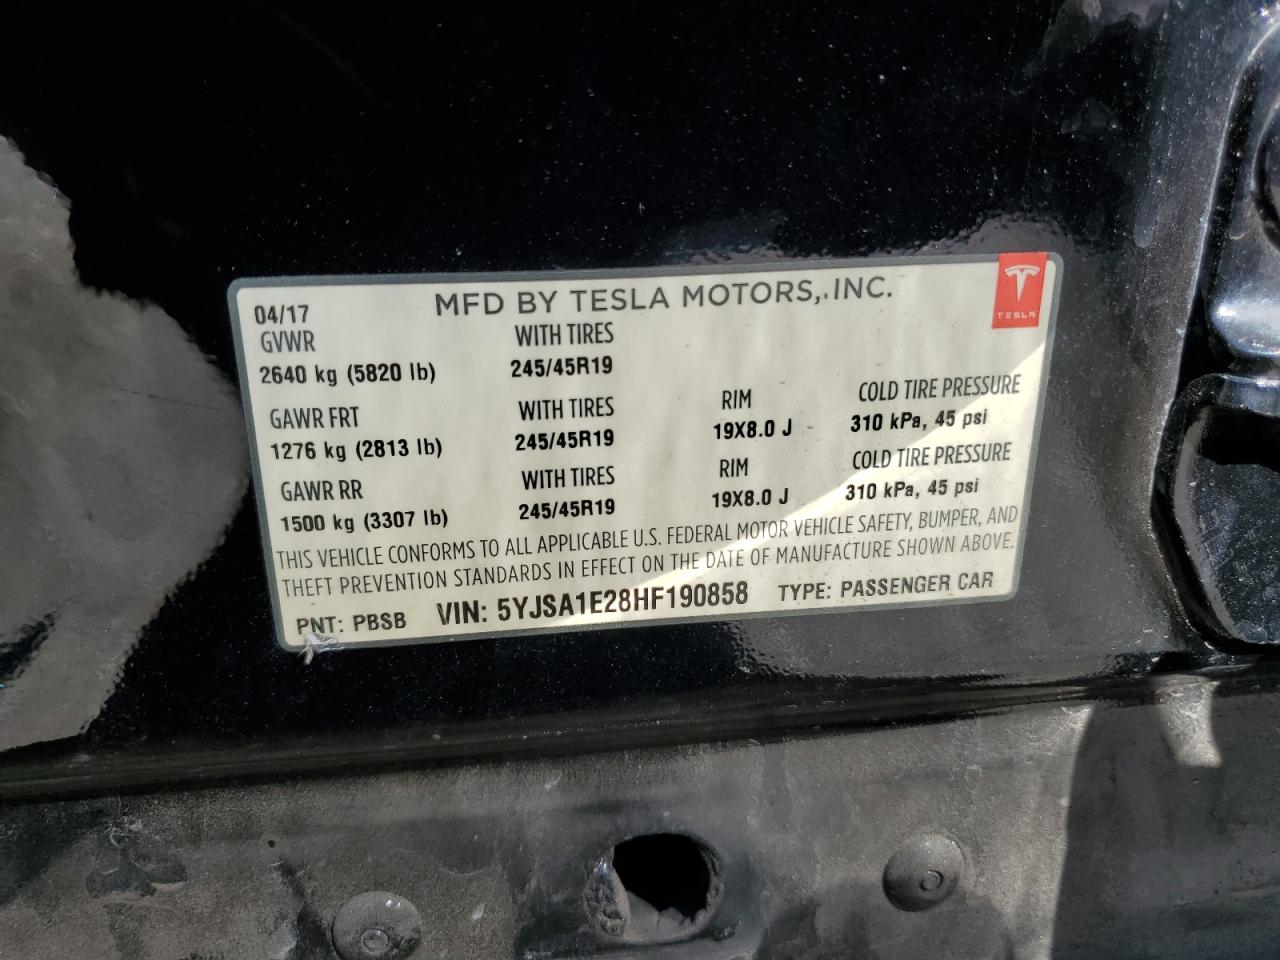 04/17 MFD BY TESLA MOTORS, INC.
TESLA
GVWR WITH TIRES
2640 kg (5820 lb) 245/45R19
GAWR FRT WITH TIRES RIM COLD TIRE PRESSURE
1276 kg (2813 lb) 245/45R19 19X8.0 J 310 kPa, 45 psi
GAWR RR WITH TIRES RIM COLD TIRE PRESSURE
1500 kg (3307 lb) 245/45R19 19X8.0 J 310 kPa, 45 psi
THIS VEHICLE CONFORMS TO ALL APPLICABLE U.S. FEDERAL MOTOR VEHICLE SAFETY, BUMPER, AND
THEFT PREVENTION STANDARDS IN EFFECT ON THE DATE OF MANUFACTURE SHOWN ABOVE.
PNT: PBSB VIN: 5YJSA1E28HF190858 TYPE: PASSENGER CAR